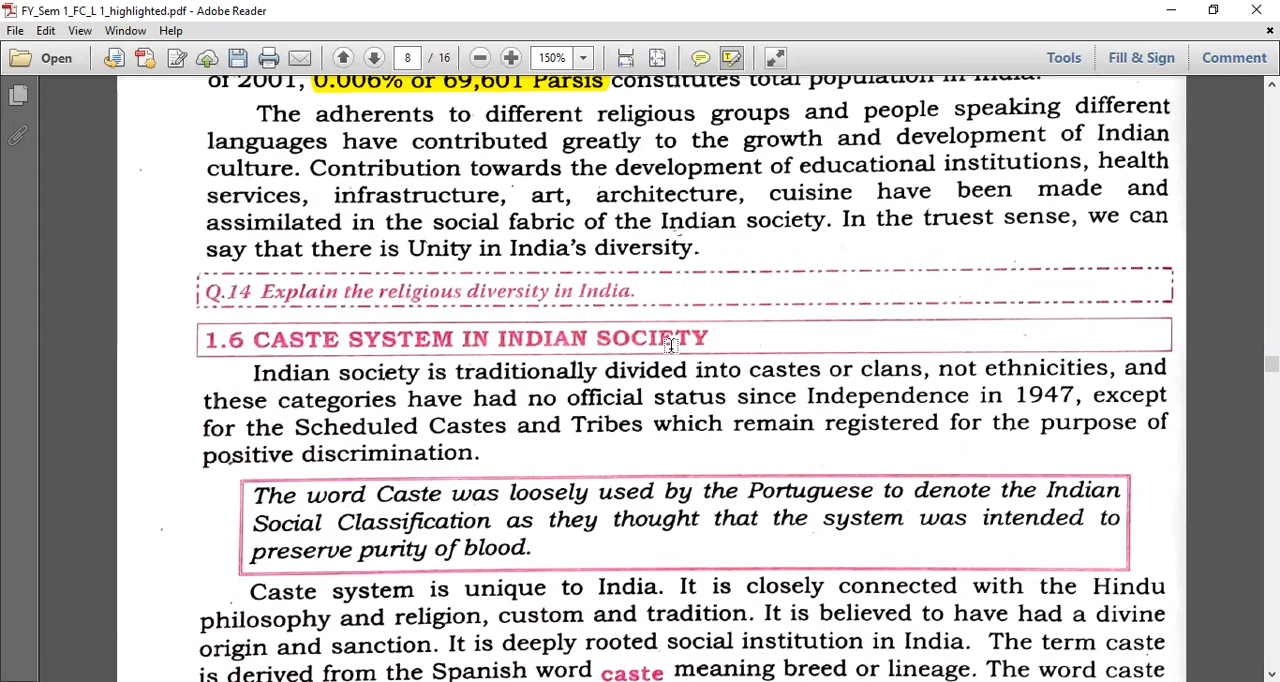 FY_Sem 1_FC_L 1_highlighted.pdf - Adobe Reader
File Edit View Window Help
Open 8 / 16 150% Tools Fill & Sign Comment
of 2001, 0.006% or 69,601 Parsis constitutes total population in India.
The adherents to different religious groups and people speaking different
languages have contributed greatly to the growth and development of Indian
culture. Contribution towards the development of educational institutions, health
services, infrastructure, art, architecture, cuisine have been made and
assimilated in the social fabric of the Indian society. In the truest sense, we can
say that there is Unity in India's diversity.
Q.14 Explain the religious diversity in India.
1.6 CASTE SYSTEM IN INDIAN SOCIETY
Indian society is traditionally divided into castes or clans, not ethnicities, and
these categories have had no official status since Independence in 1947, except
for the Scheduled Castes and Tribes which remain registered for the purpose of
positive discrimination.
The word Caste was loosely used by the Portuguese to denote the Indian
Social Classification as they thought that the system was intended to
preserve purity of blood.
Caste system is unique to India. It is closely connected with the Hindu
philosophy and religion, custom and tradition. It is believed to have had a divine
origin and sanction. It is deeply rooted social institution in India. The term caste
is derived from the Spanish word caste meaning breed or lineage. The word caste